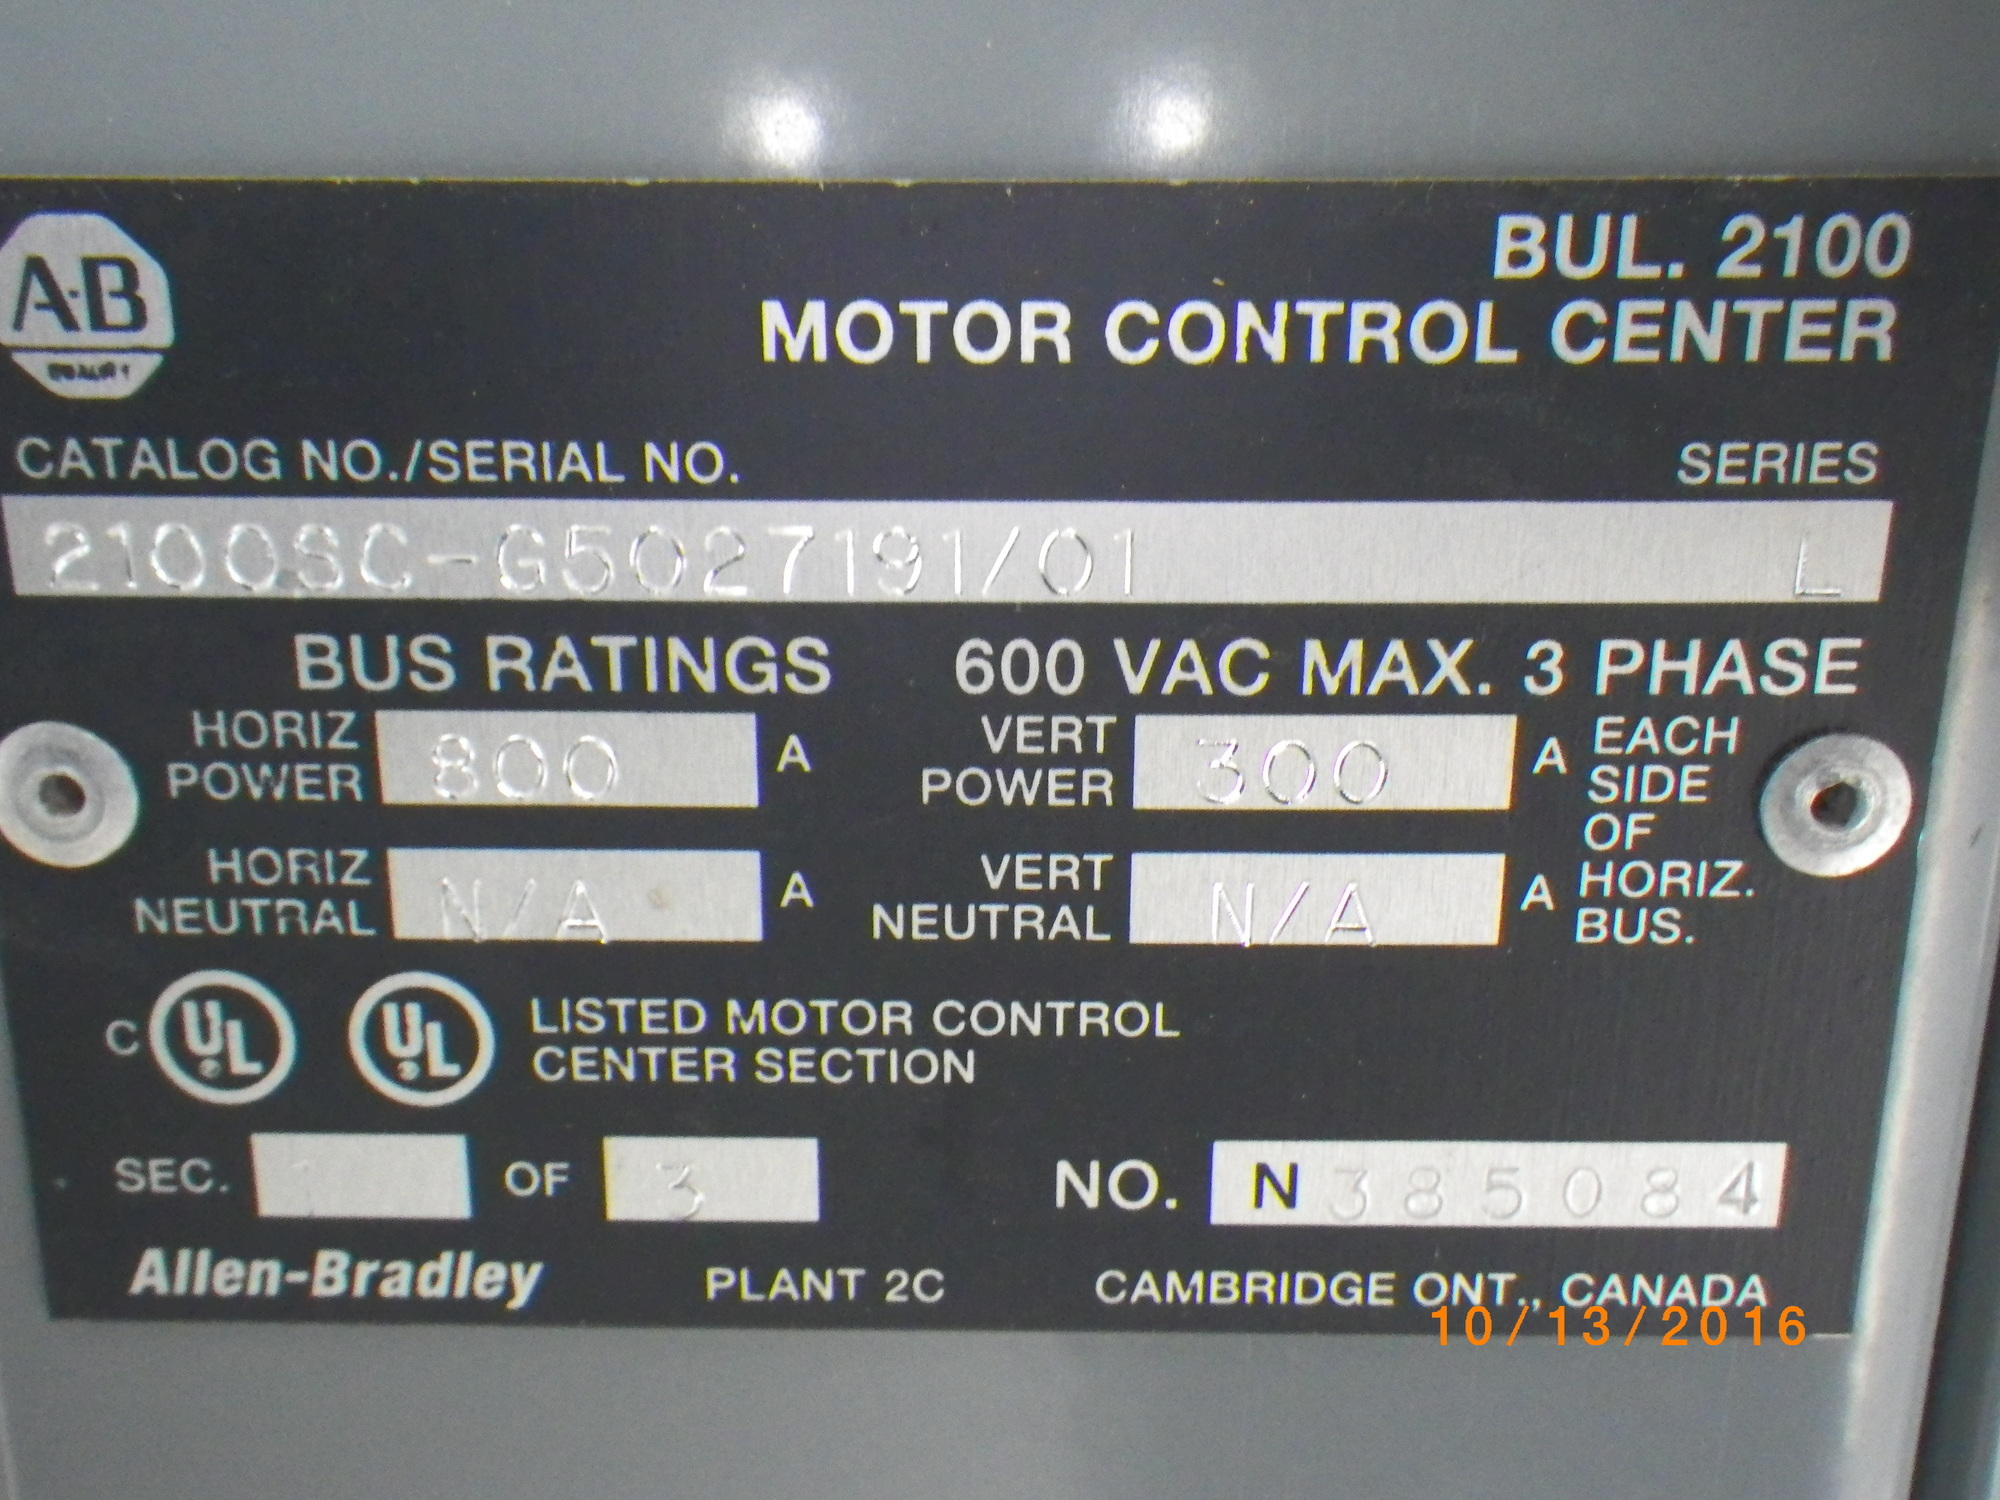 A-B
QUALITY
BUL. 2100
MOTOR CONTROL CENTER
CATALOG NO./SERIAL NO. SERIES
2100SC-G5027191/01 L
BUS RATINGS 600 VAC MAX. 3 PHASE
HORIZ POWER 800 A VERT POWER 300 A EACH SIDE OF HORIZ. BUS.
HORIZ NEUTRAL N/A A VERT NEUTRAL N/A A
C UL UL LISTED MOTOR CONTROL
CENTER SECTION
SEC. 1 OF 3 NO. N 385084
Allen-Bradley PLANT 2C CAMBRIDGE ONT., CANADA
10/13/2016